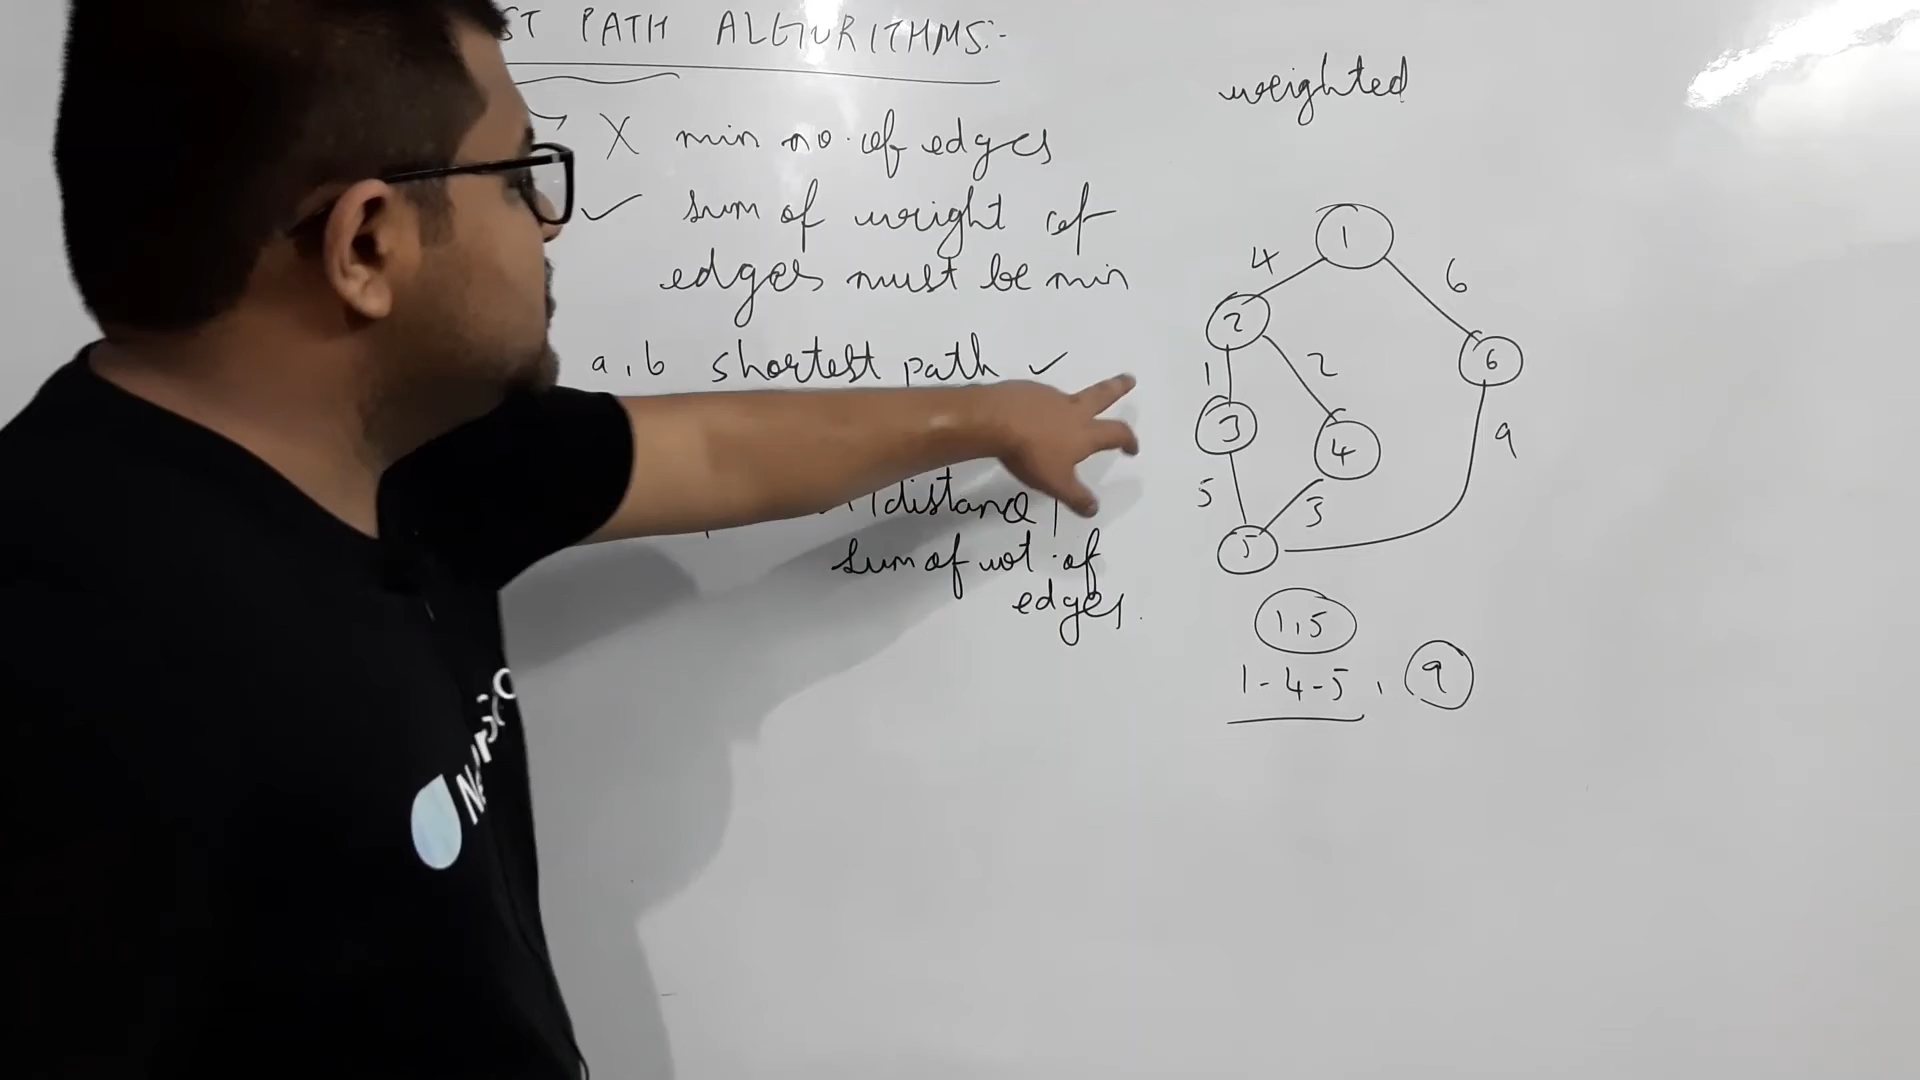 ST PATH ALGIURITHMS:-
X min no. of edges
✓ sum of weight of
edges must be min
a, b shortest path ✓
(distance)
sum of wt. of
edges.
weighted
1
4
6
2
1
2
6
3
4
9
5
3
5
1,5
1-4-5, 9